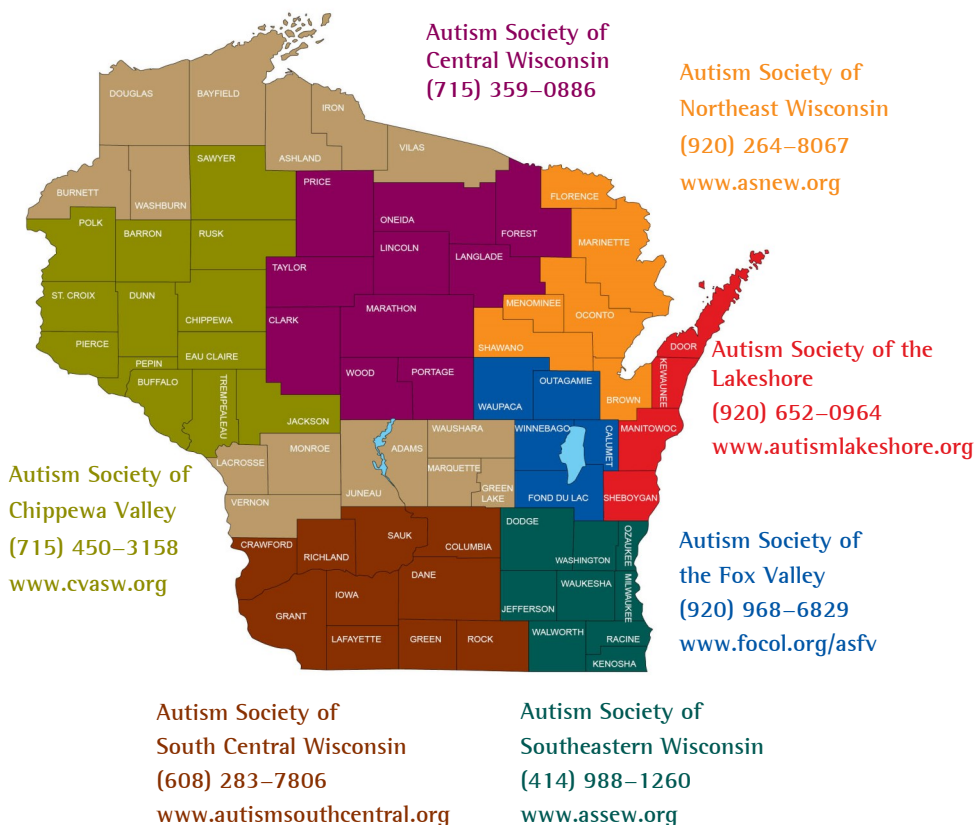 Autism Society of
Central Wisconsin
(715) 359–0886
Autism Society of
Northeast Wisconsin
(920) 264–8067
www.asnew.org
DOUGLAS
BAYFIELD
IRON
ASHLAND
VILAS
SAWYER
BURNETT
WASHBURN
PRICE
FLORENCE
ONEIDA
POLK
BARRON
RUSK
FOREST
MARINETTE
LINCOLN
LANGLADE
TAYLOR
ST. CROIX
DUNN
CHIPPEWA
CLARK
MARATHON
MENOMINEE
OCONTO
PIERCE
PEPIN
EAU CLAIRE
SHAWANO
DOOR
KEWAUNEE
BUFFALO
TREMPEALEAU
JACKSON
WOOD
PORTAGE
WAUPACA
OUTAGAMIE
BROWN
Autism Society of the
Lakeshore
(920) 652–0964
www.autismlakeshore.org
LACROSSE
MONROE
ADAMS
WAUSHARA
WINNEBAGO
CALUMET
MANITOWOC
JUNEAU
MARQUETTE
GREEN
LAKE
FOND DU LAC
SHEBOYGAN
VERNON
Autism Society of
Chippewa Valley
(715) 450–3158
www.cvasw.org
CRAWFORD
RICHLAND
SAUK
COLUMBIA
DODGE
WASHINGTON
OZAUKEE
GRANT
IOWA
DANE
JEFFERSON
WAUKESHA
MILWAUKEE
LAFAYETTE
GREEN
ROCK
WALWORTH
RACINE
KENOSHA
Autism Society of
the Fox Valley
(920) 968–6829
www.focol.org/asfv
Autism Society of
South Central Wisconsin
(608) 283–7806
www.autismsouthcentral.org
Autism Society of
Southeastern Wisconsin
(414) 988–1260
www.assew.org